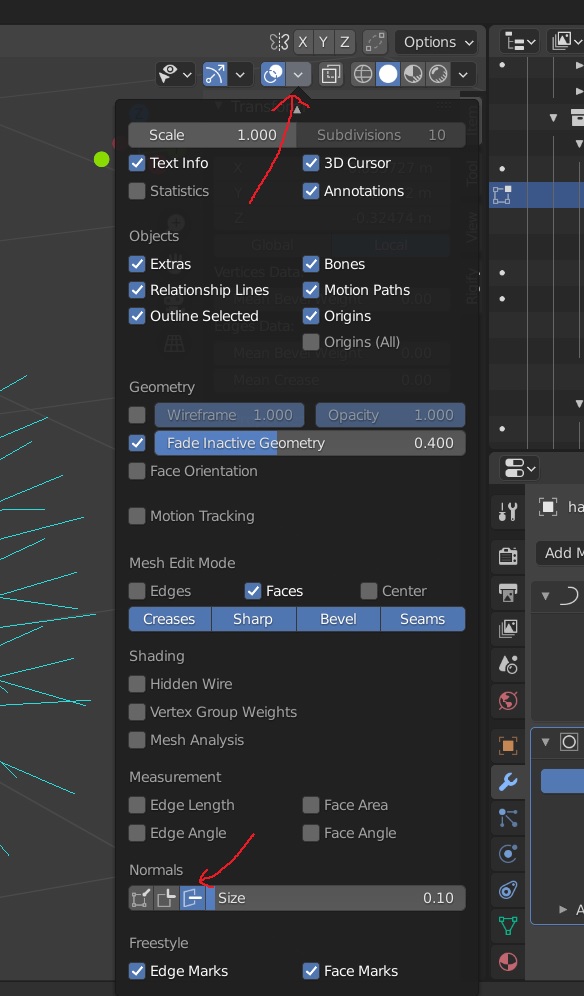 X Y Z Options
Scale 1.000 Subdivisions 10
Text Info 3D Cursor
Statistics Annotations
Objects
Extras Bones
Relationship Lines Motion Paths
Outline Selected Origins
Origins (All)
Geometry
Wireframe 1.000 Opacity 1.000
Fade Inactive Geometry 0.400
Face Orientation
ha
Motion Tracking
Add M
Mesh Edit Mode
Edges Faces Center
Creases Sharp Bevel Seams
Shading
Hidden Wire
Vertex Group Weights
Mesh Analysis
Measurement
Edge Length Face Area
Edge Angle Face Angle
Normals
Size 0.10
A
Freestyle
Edge Marks Face Marks